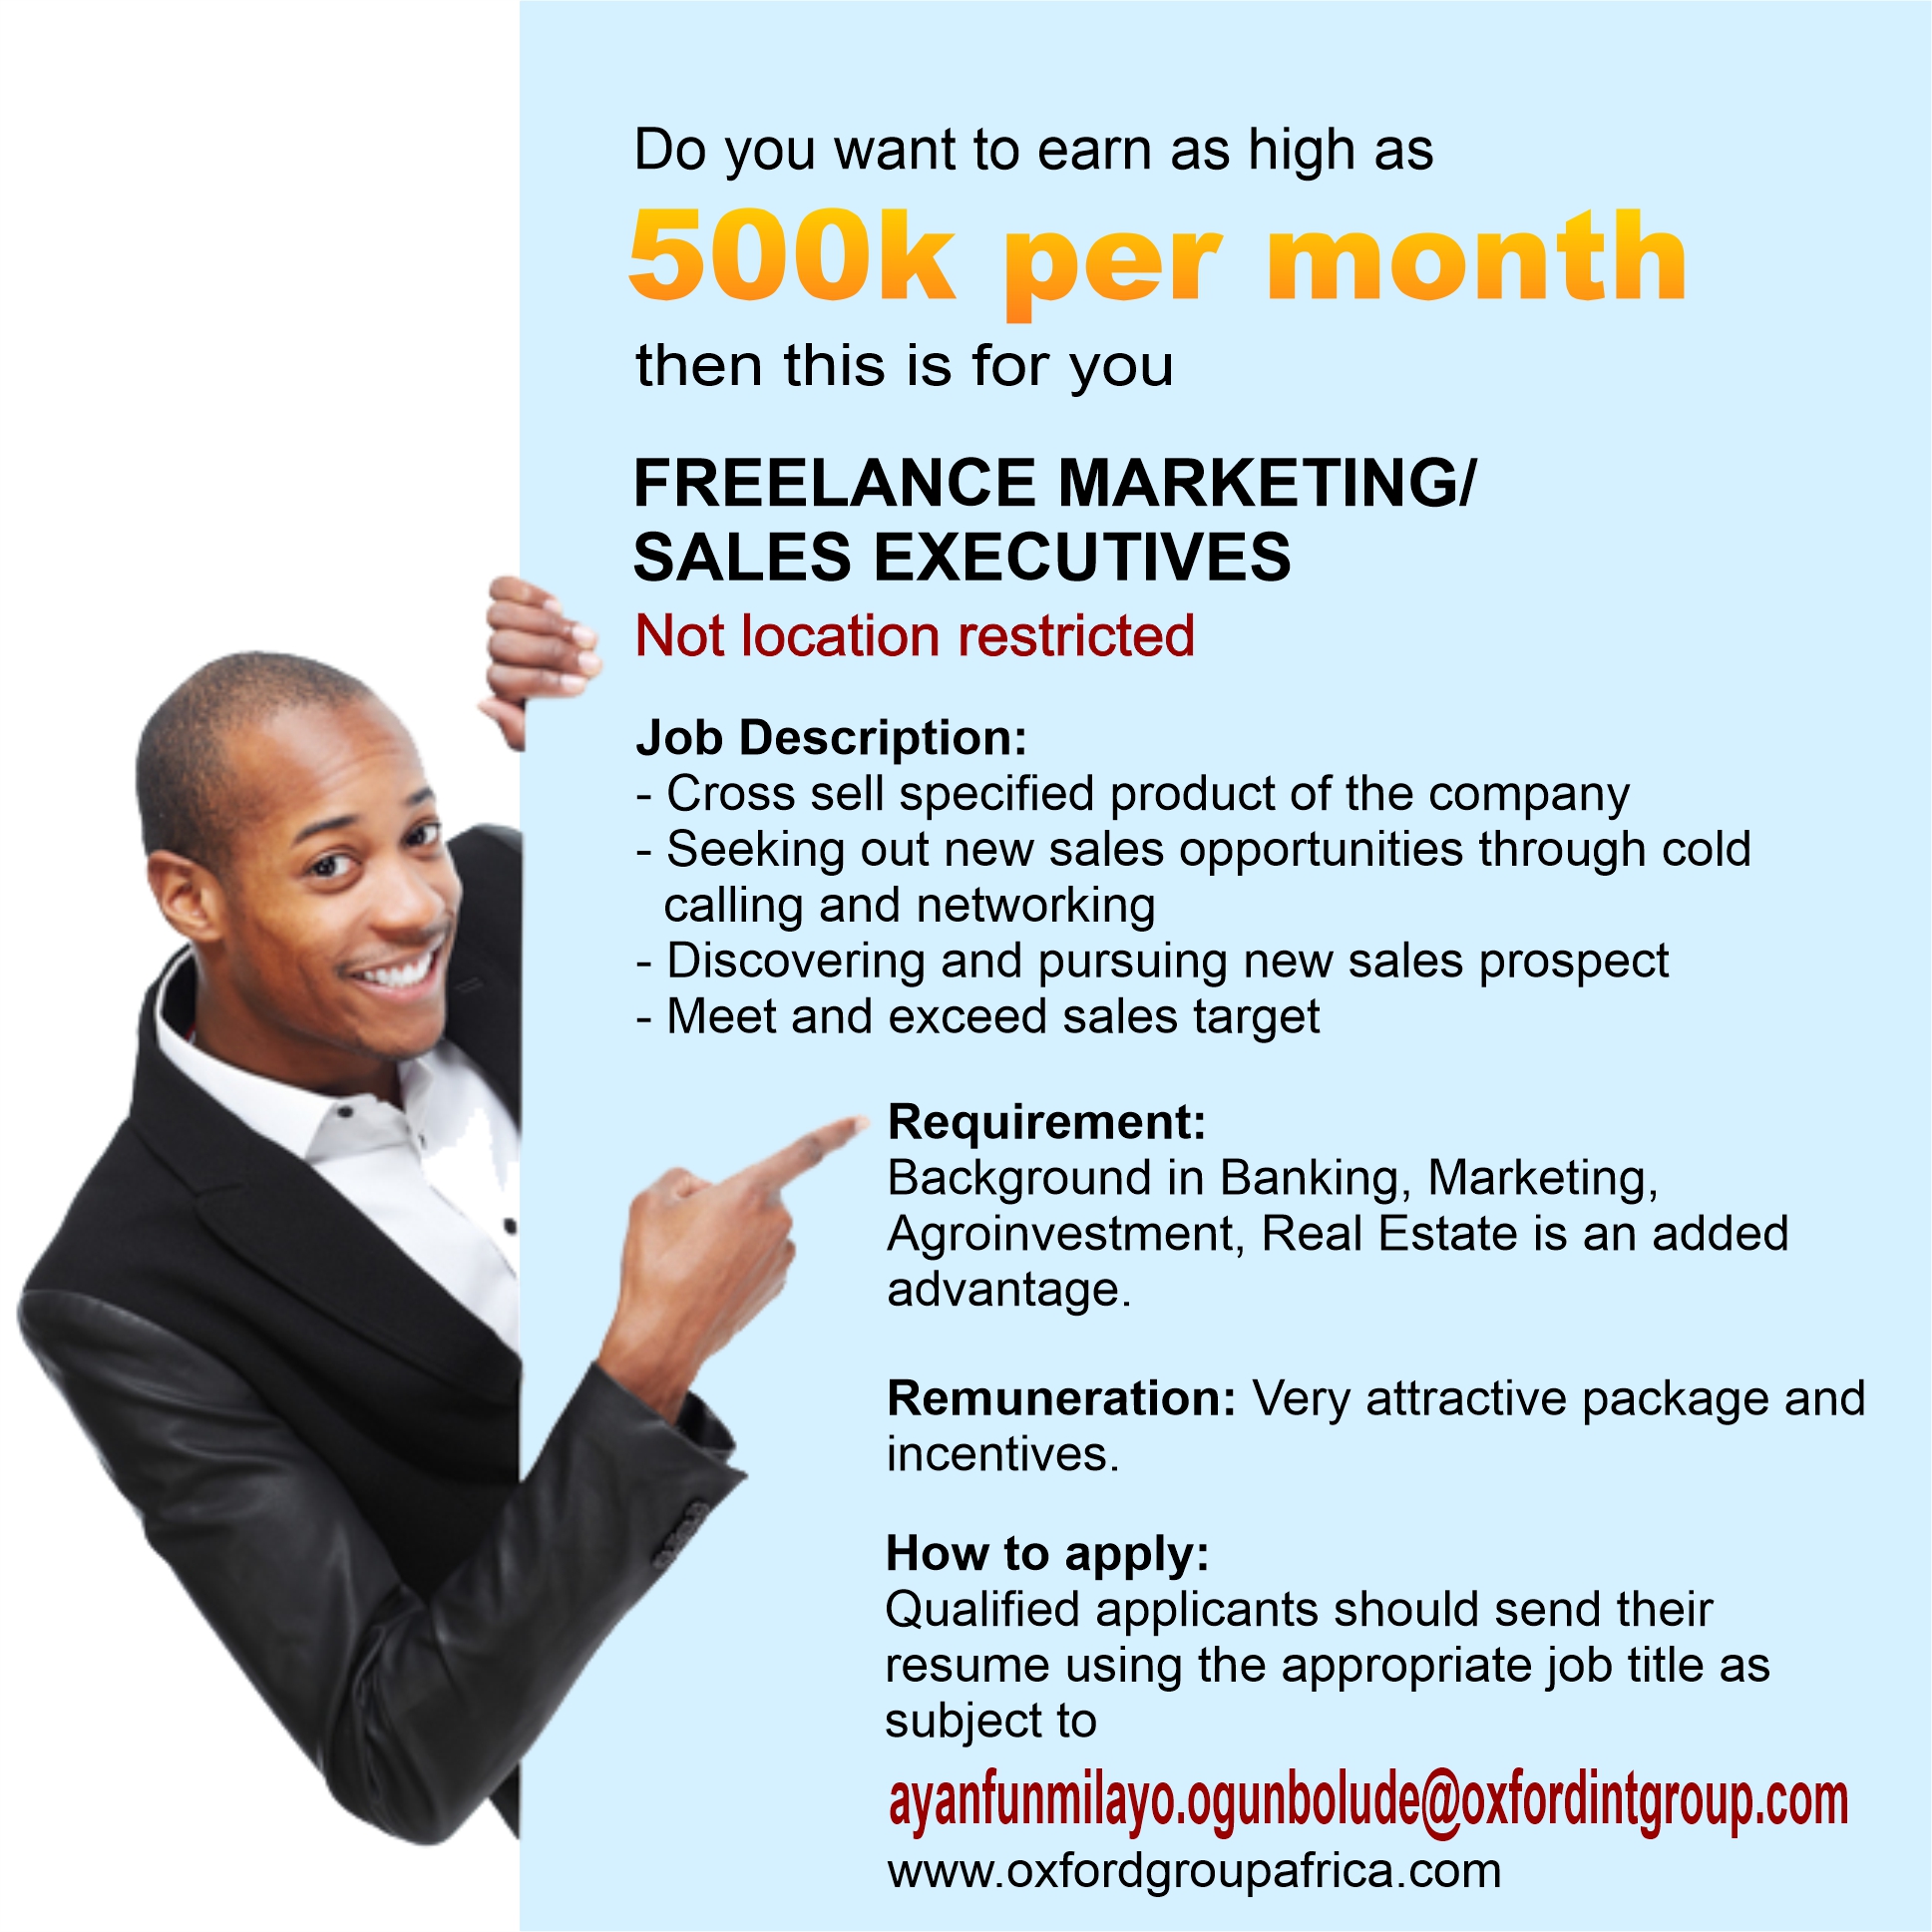 Do you want to earn as high as
500k per month
then this is for you
FREELANCE MARKETING/
SALES EXECUTIVES
Not location restricted
Job Description:
- Cross sell specified product of the company
- Seeking out new sales opportunities through cold
calling and networking
- Discovering and pursuing new sales prospect
- Meet and exceed sales target
Requirement:
Background in Banking, Marketing,
Agroinvestment, Real Estate is an added
advantage.
Remuneration: Very attractive package and
incentives.
How to apply:
Qualified applicants should send their
resume using the appropriate job title as
subject to
ayanfunmilayo.ogunbolude@oxfordintgroup.com
www.oxfordgroupafrica.com